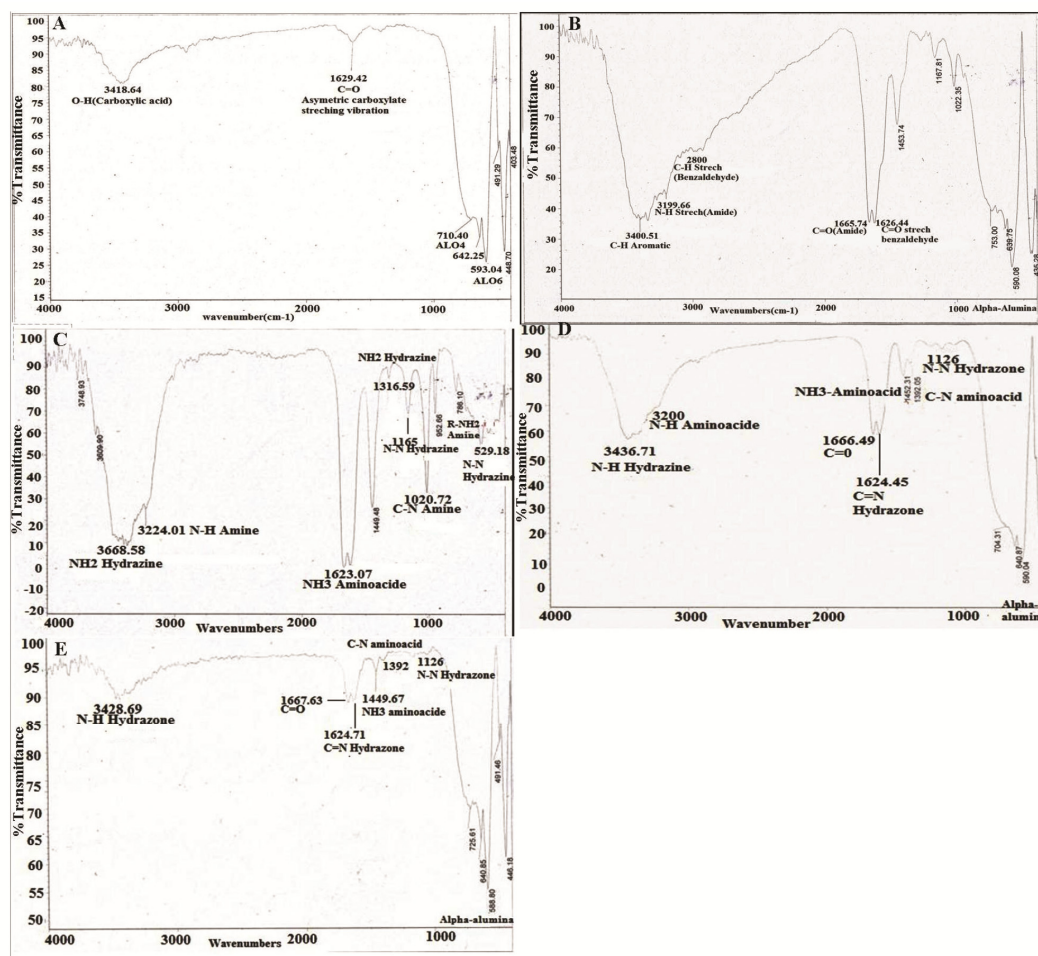 A
%Transmittance
100
95
90
85
80
75
70
65
60
55
50
45
40
35
30
25
20
15
3418.64
O-H(Carboxylic acid)
1629.42
C=O
Asymetric carboxylate
streching vibration
710.40
ALO4
642.25
593.04
ALO6
491.29
448.70
403.48
4000
3000
2000
1000
400
wavenumber(cm-1)
B
%Transmittance
100
90
80
70
60
50
40
30
20
2800
C-H Strech
(Benzaldehyde)
3199.66
N-H Strech(Amide)
3400.51
C-H Aromatic
1665.74
C=O(Amide)
1626.44
C=O strech
benzaldehyde
1453.74
1167.81
1022.35
753.00
639.75
590.08
4000
3000
2000
1000
wavenumber(cm-1)
Alpha-Alumina
C
%Transmittance
100
90
80
70
60
50
40
30
20
10
0
-10
-20
3748.93
3609.90
3224.01 N-H Amine
3668.58
NH2 Hydrazine
1623.07
NH3 Aminoacide
NH2 Hydrazine
1316.59
1165
N-N Hydrazine
1449.48
1020.72
C-N Amine
952.66
786.10
R-NH2
Amiine
529.18
N-N
Hydrazine
4000
3000
2000
1000
Wavenumbers
D
%Transmittance
100
90
80
70
60
50
40
30
20
10
0
3200
N-H Aminoacide
3436.71
N-H Hydrazine
NH3-Aminoacid
1452.31
1392.05
1126
N-N Hydrazone
C-N aminoacid
1666.49
C=0
1624.45
C=N
Hydrazone
704.31
640.87
590.04
Alpha-
alumin
4000
3000
2000
1000
Wavenumber
E
%Transmittance
100
95
90
85
80
75
70
65
60
55
50
3428.69
N-H Hydrazone
C-N aminoacid
1392
1126
N-N Hydrazone
1667.63
C=O
1449.67
NH3 aminoacide
1624.71
C=N Hydrazone
725.61
640.85
588.80
491.46
446.18
Alpha-alumina
4000
3000
2000
1000
Wavenumbers